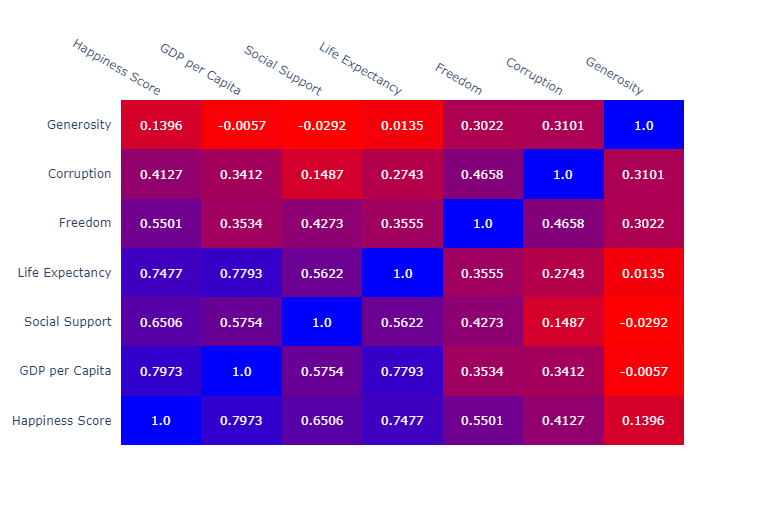 Happiness Score GDP per Capita Social Support Life Expectancy Freedom Corruption Generosity
Generosity 0.1396 -0.0057 -0.0292 0.0135 0.3022 0.3101 1.0
Corruption 0.4127 0.3412 0.1487 0.2743 0.4658 1.0 0.3101
Freedom 0.5501 0.3534 0.4273 0.3555 1.0 0.4658 0.3022
Life Expectancy 0.7477 0.7793 0.5622 1.0 0.3555 0.2743 0.0135
Social Support 0.6506 0.5754 1.0 0.5622 0.4273 0.1487 -0.0292
GDP per Capita 0.7973 1.0 0.5754 0.7793 0.3534 0.3412 -0.0057
Happiness Score 1.0 0.7973 0.6506 0.7477 0.5501 0.4127 0.1396